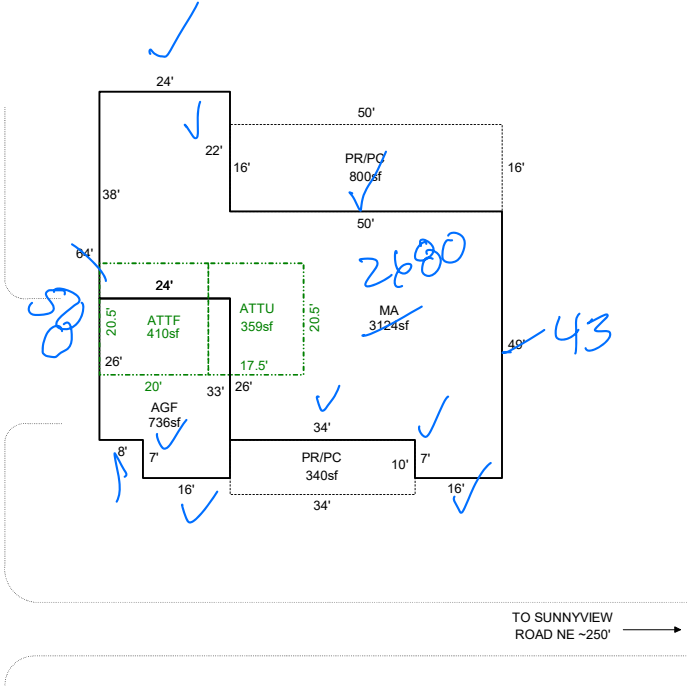 24'
50'
22'
16'
PR/PC
800sf
16'
38'
50'
64'
2680
24'
58
20.5'
ATTF
410sf
ATTU
359sf
20.5'
MA
3124sf
49'
43
26'
17.5'
20'
33'
26'
AGF
736sf
34'
8'
7'
PR/PC
340sf
10'
7'
16'
16'
34'
TO SUNNYVIEW
ROAD NE ~250'